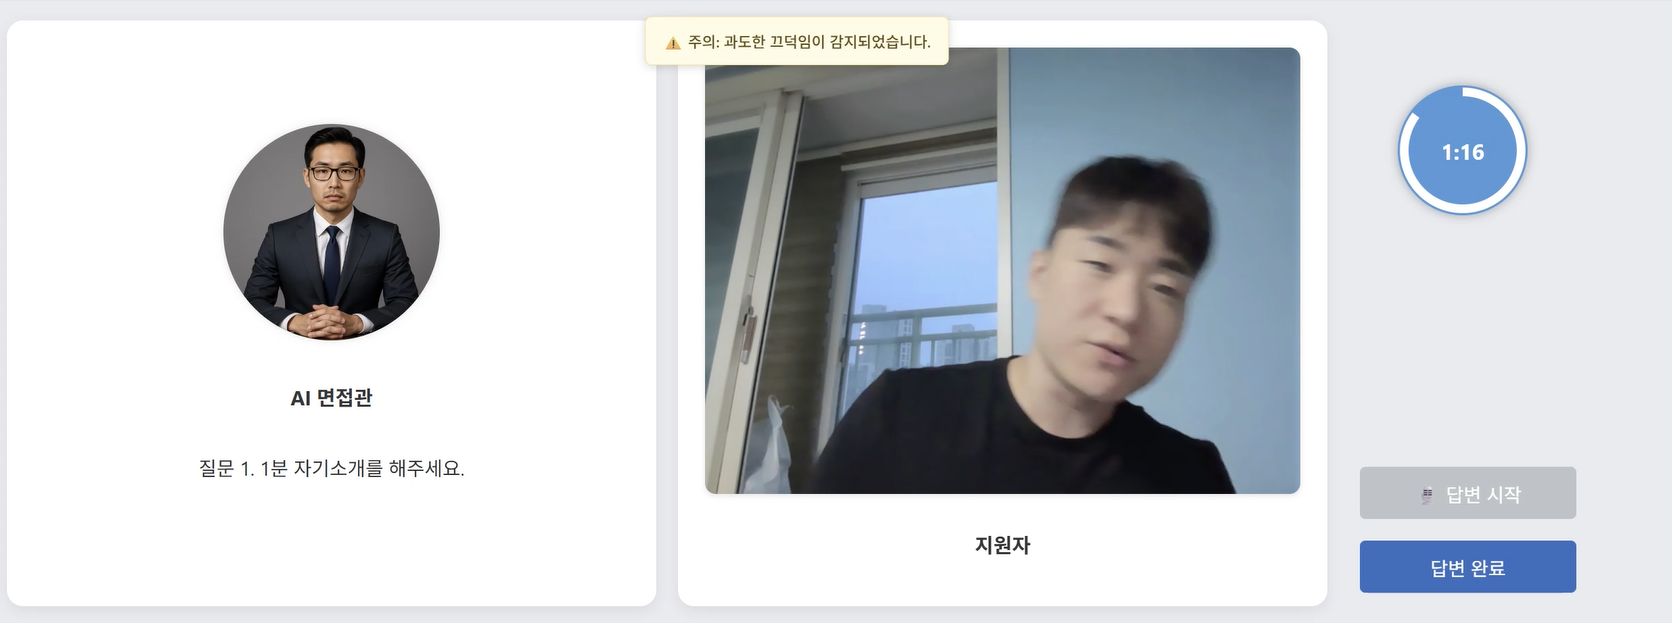 ⚠️ 주의: 과도한 끄덕임이 감지되었습니다.
AI 면접관
질문 1. 1분 자기소개를 해주세요.
지원자
1:16
답변 시작
답변 완료